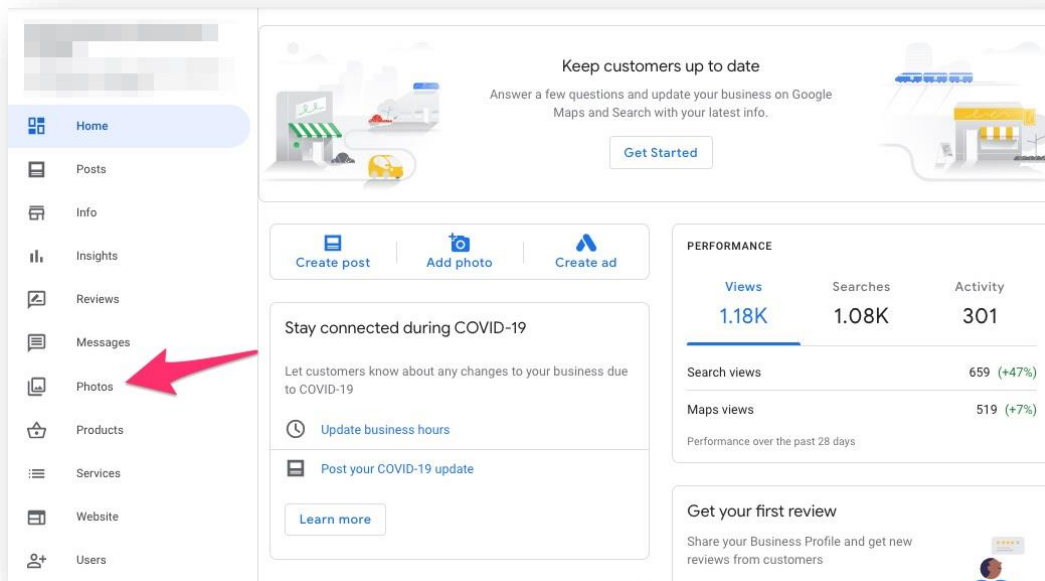 Home
Posts
Info
Insights
Reviews
Messages
Photos
Products
Services
Website
Users
Keep customers up to date
Answer a few questions and update your business on Google
Maps and Search with your latest info.
Get Started
Create post
Add photo
Create ad
Stay connected during COVID-19
Let customers know about any changes to your business due
to COVID-19
Update business hours
Post your COVID-19 update
Learn more
PERFORMANCE
Views Searches Activity
1.18K 1.08K 301
Search views 659 (+47%)
Maps views 519 (+7%)
Performance over the past 28 days
Get your first review
Share your Business Profile and get new
reviews from customers